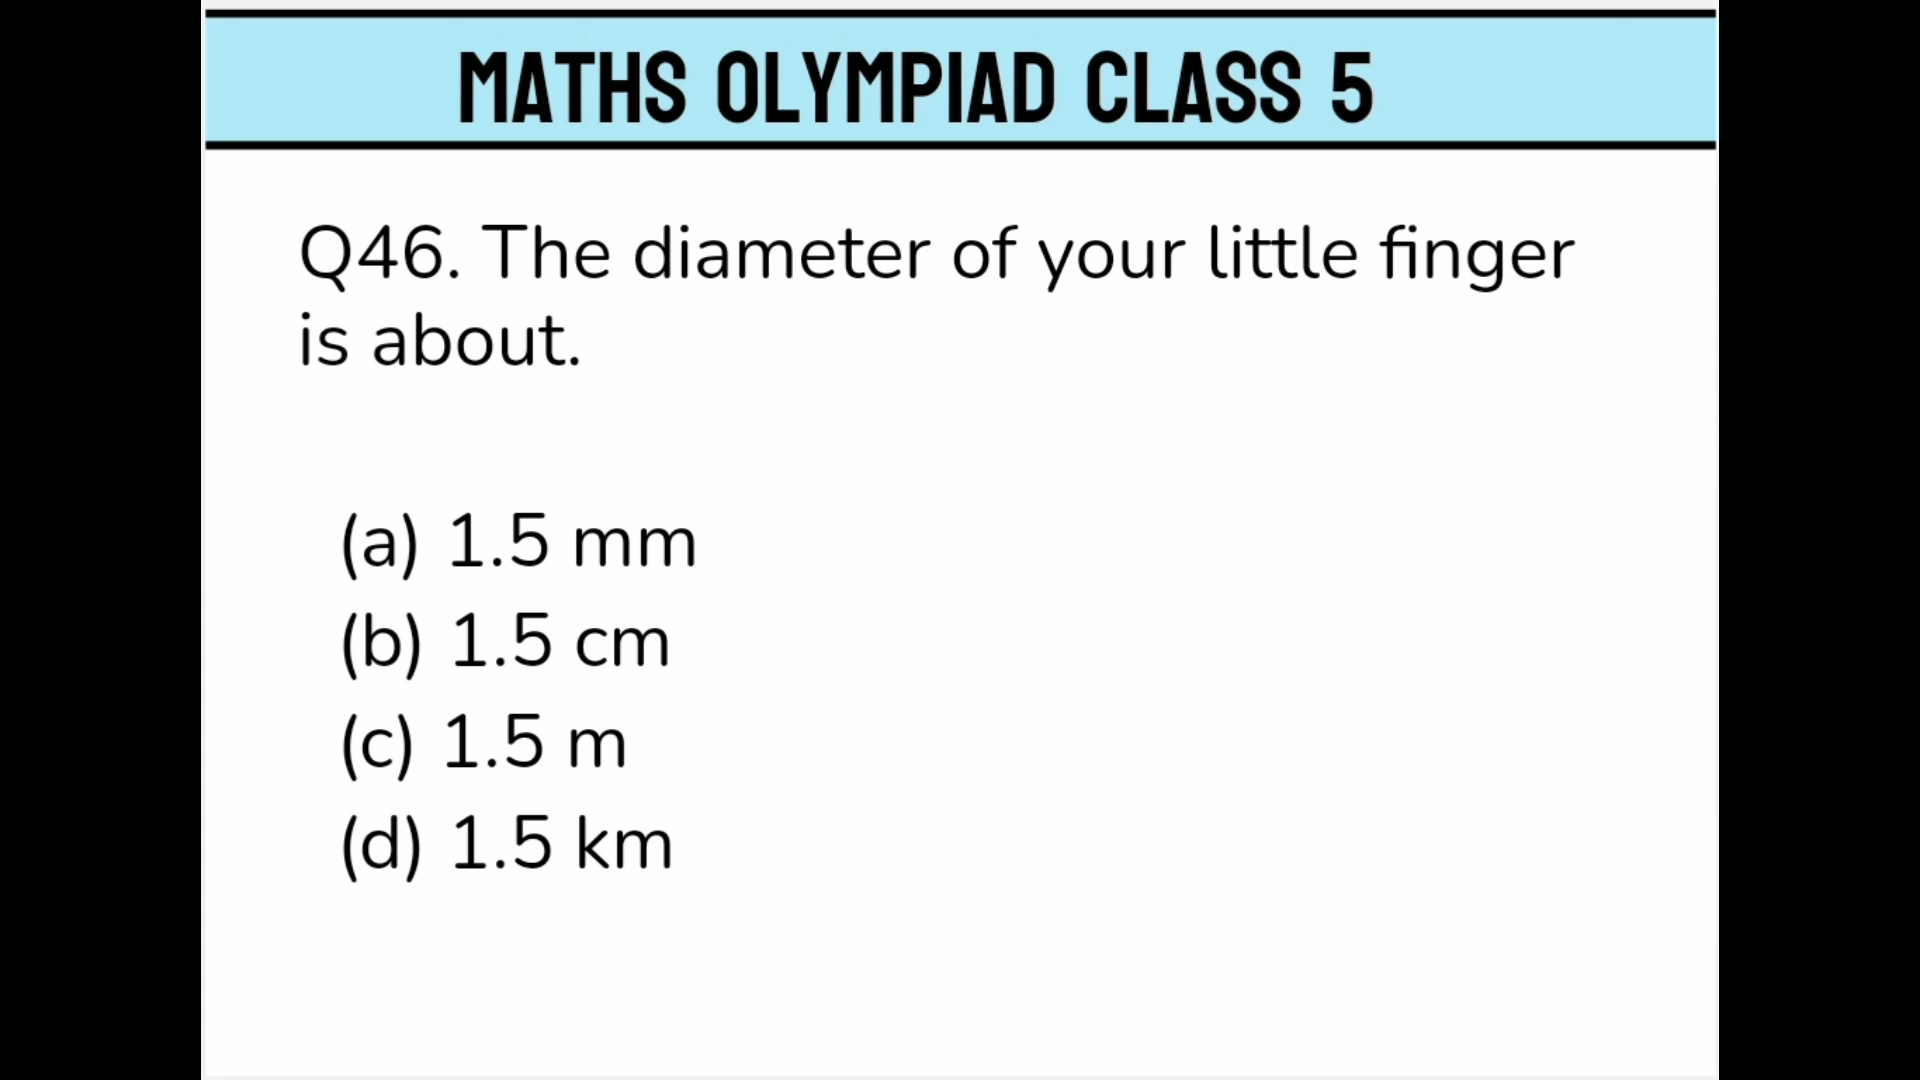 MATHS OLYMPIAD CLASS 5
Q46. The diameter of your little finger
is about.
(a) 1.5 mm
(b) 1.5 cm
(c) 1.5 m
(d) 1.5 km